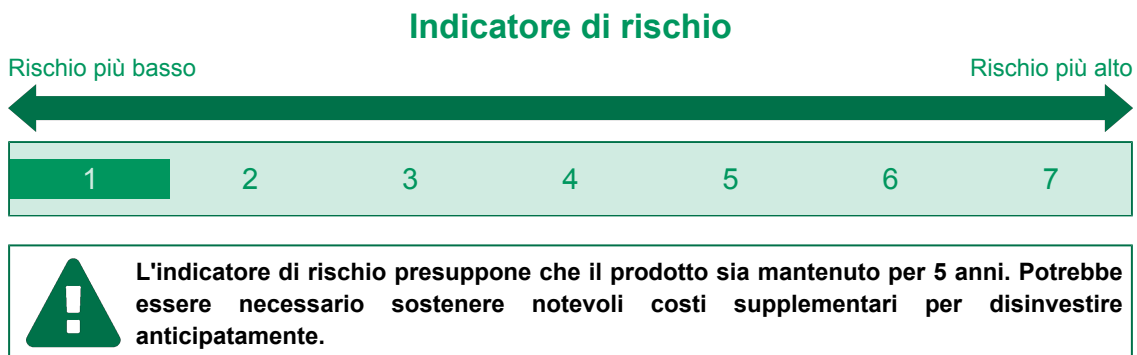 Indicatore di rischio
Rischio più basso Rischio più alto
1 2 3 4 5 6 7
L'indicatore di rischio presuppone che il prodotto sia mantenuto per 5 anni. Potrebbe
essere necessario sostenere notevoli costi supplementari per disinvestire
anticipatamente.